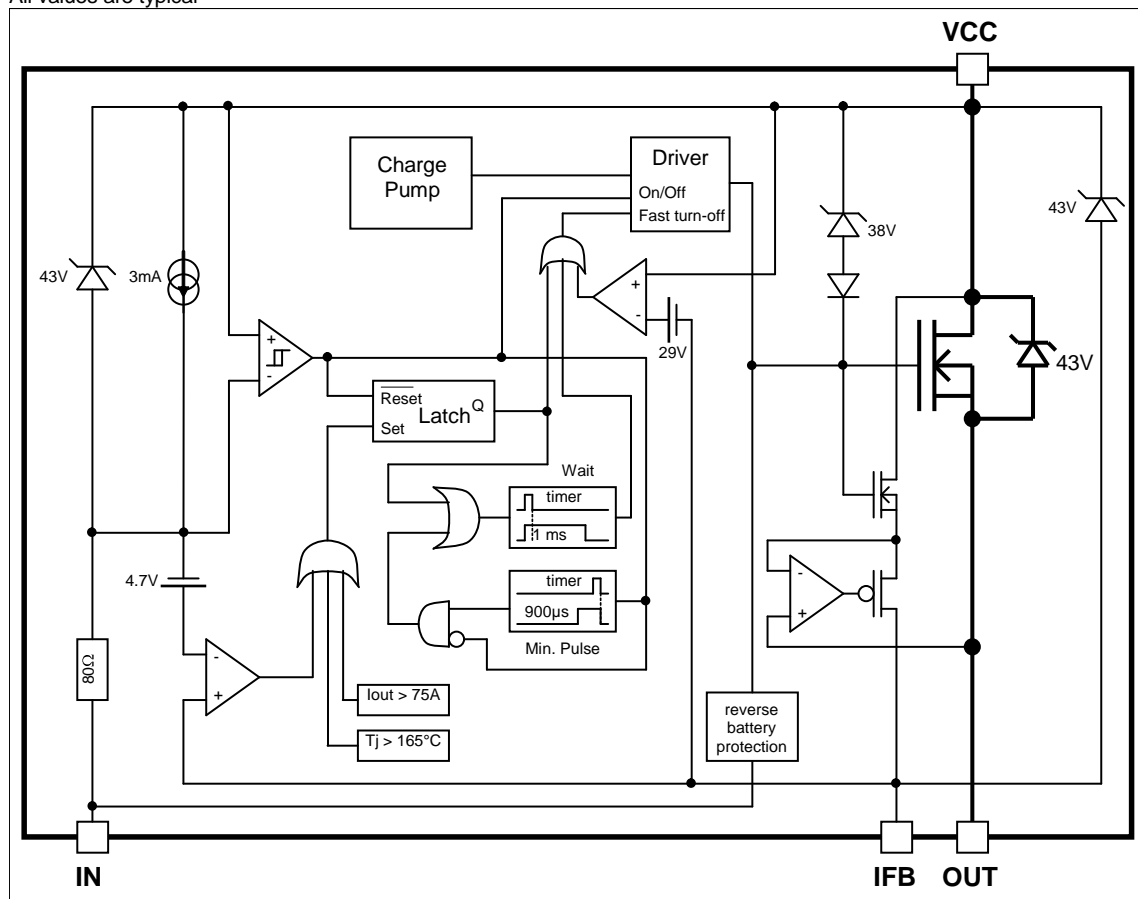 All values are typical
VCC
Charge
Pump
Driver
On/Off
Fast turn-off
43V
3mA
38V
43V
+
-
+
-
29V
43V
Reset
Latch
Q
Set
Wait
timer
1 ms
4.7V
timer
900µs
Min. Pulse
-
+
-
+
80Ω
Iout > 75A
Tj > 165°C
reverse
battery
protection
IN
IFB
OUT